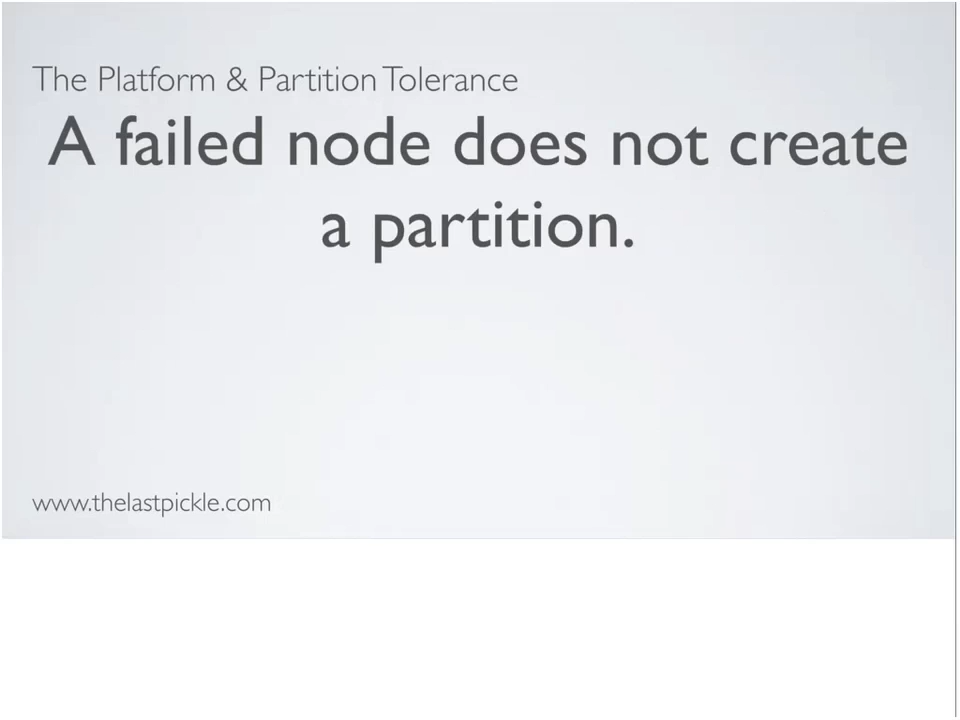 The Platform & Partition Tolerance
A failed node does not create
a partition.
www.thelastpickle.com